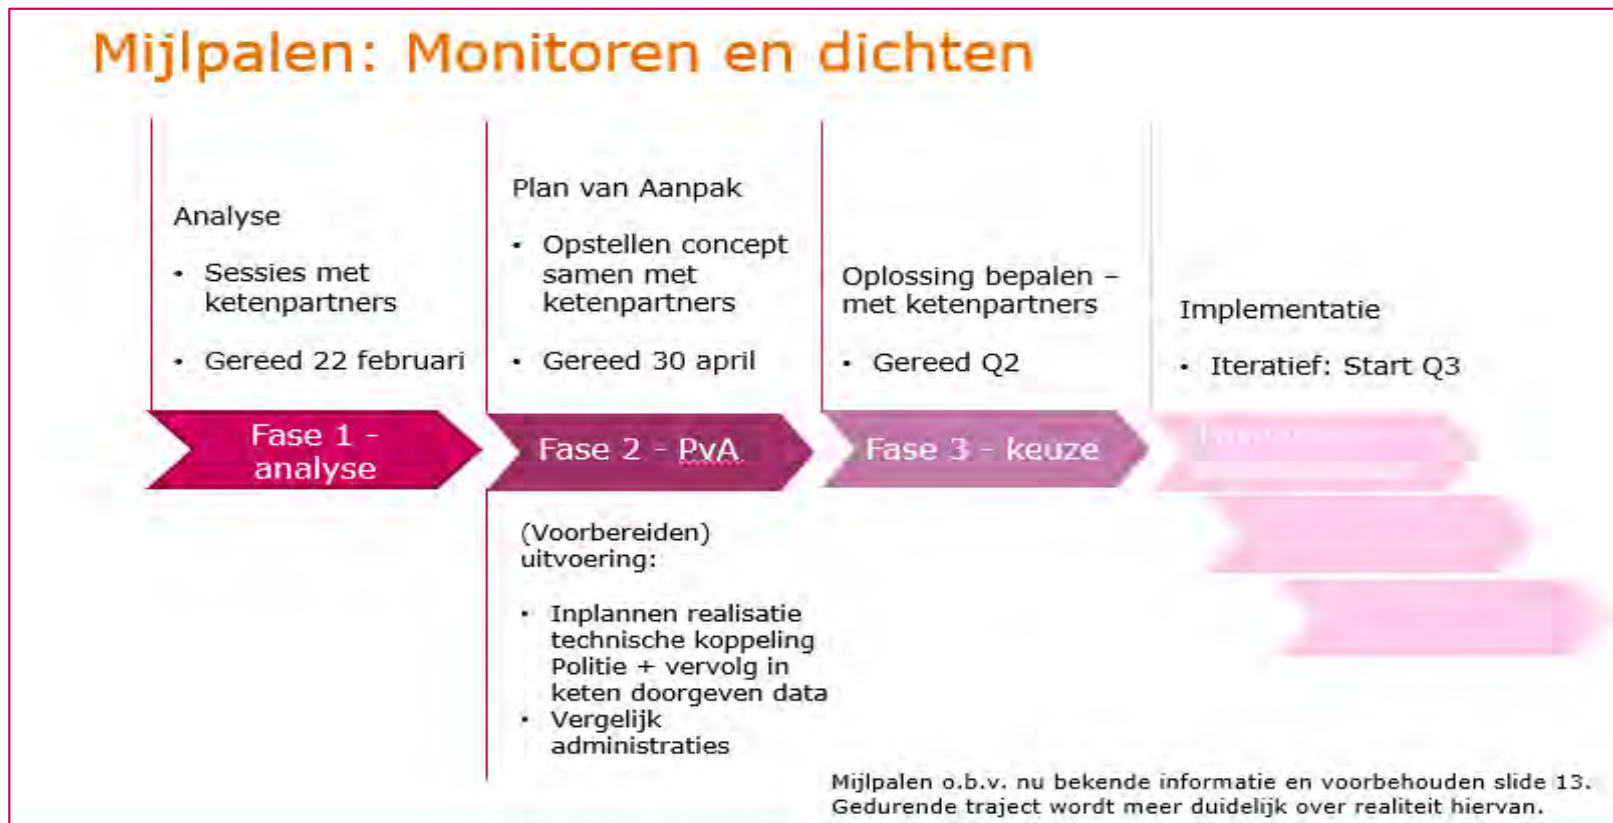 Mijlpalen: Monitoren en dichten
Analyse
• Sessies met
ketenpartners
• Gereed 22 februari
Fase 1 -
analyse
Plan van Aanpak
• Opstellen concept
samen met
ketenpartners
• Gereed 30 april
Fase 2 - PvA
(Voorbereiden)
uitvoering:
• Inplannen realisatie
technische koppeling
Politie + vervolg in
keten doorgeven data
• Vergelijk
administraties
Oplossing bepalen –
met ketenpartners
• Gereed Q2
Fase 3 - keuze
Implementatie
• Iteratief: Start Q3
Mijlpalen o.b.v. nu bekende informatie en voorbehouden slide 13.
Gedurende traject wordt meer duidelijk over realiteit hiervan.